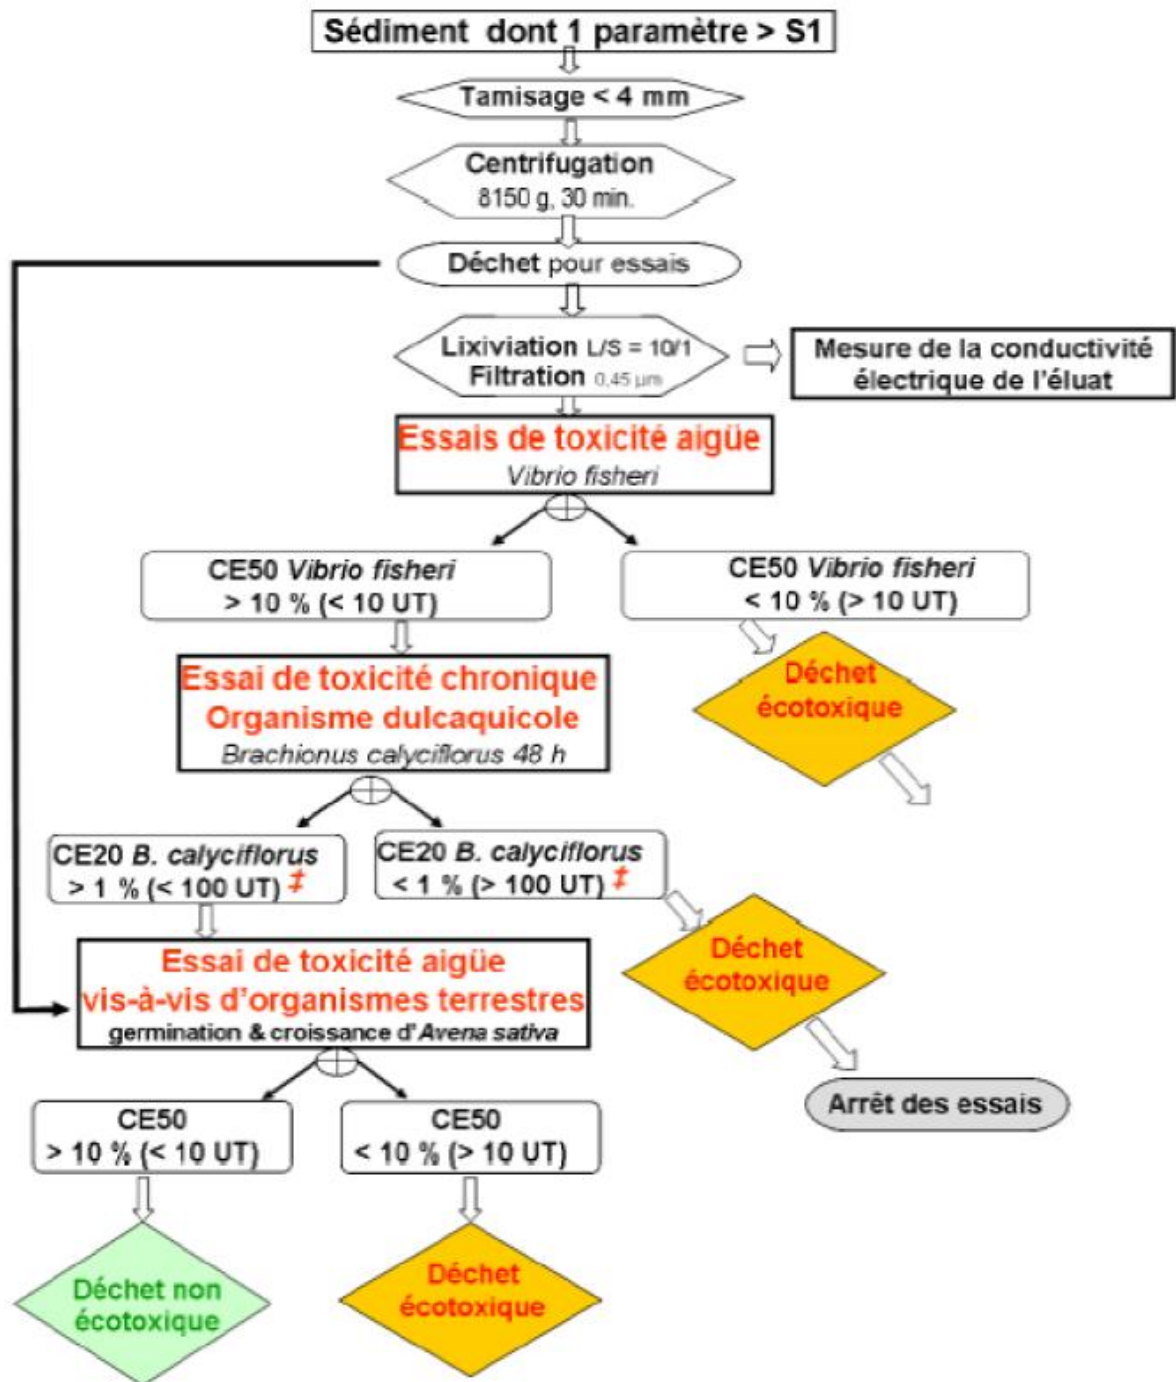 Sédiment dont 1 paramètre > S1
Tamisage < 4 mm
Centrifugation
8150 g, 30 min.
Déchet pour essais
Lixiviation L/S = 10/1
Filtration 0,45 µm
Mesure de la conductivité
électrique de l'éluat
Essais de toxicité aigüe
Vibrio fisheri
CE50 Vibrio fisheri
> 10 % (< 10 UT)
CE50 Vibrio fisheri
< 10 % (> 10 UT)
Déchet
écotoxique
Essai de toxicité chronique
Organisme dulcaquicole
Brachionus calyciflorus 48 h
CE20 B. calyciflorus
> 1 % (< 100 UT) ‡
CE20 B. calyciflorus
< 1 % (> 100 UT) ‡
Déchet
écotoxique
Essai de toxicité aigüe
vis-à-vis d'organismes terrestres
germination & croissance d'Avena sativa
Arrêt des essais
CE50
> 10 % (< 10 UT)
CE50
< 10 % (> 10 UT)
Déchet non
écotoxique
Déchet
écotoxique